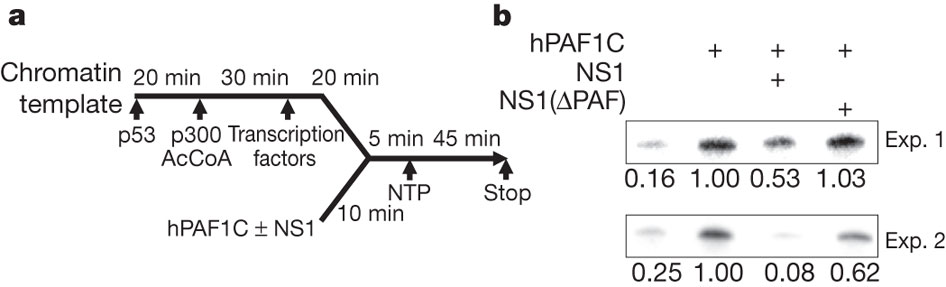 a
Chromatin template
20 min 30 min 20 min
p53 p300 AcCoA Transcription factors
5 min 45 min
NTP Stop
hPAF1C ± NS1 10 min
b
hPAF1C + + +
NS1 +
NS1(ΔPAF) +
Exp. 1
0.16 1.00 0.53 1.03
Exp. 2
0.25 1.00 0.08 0.62